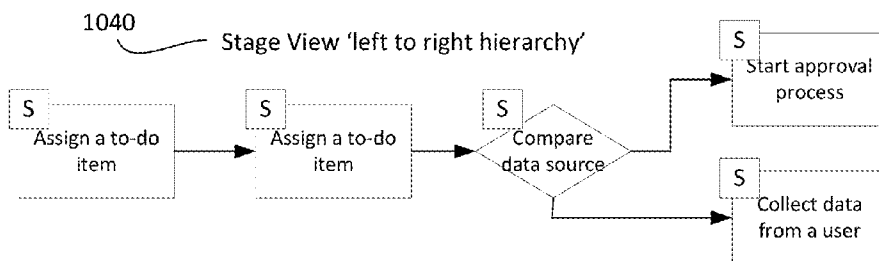 1040
Stage View ‘left to right hierarchy’
S
Assign a to-do
item
S
Assign a to-do
item
S
Compare
data source
S
Start approval
process
S
Collect data
from a user